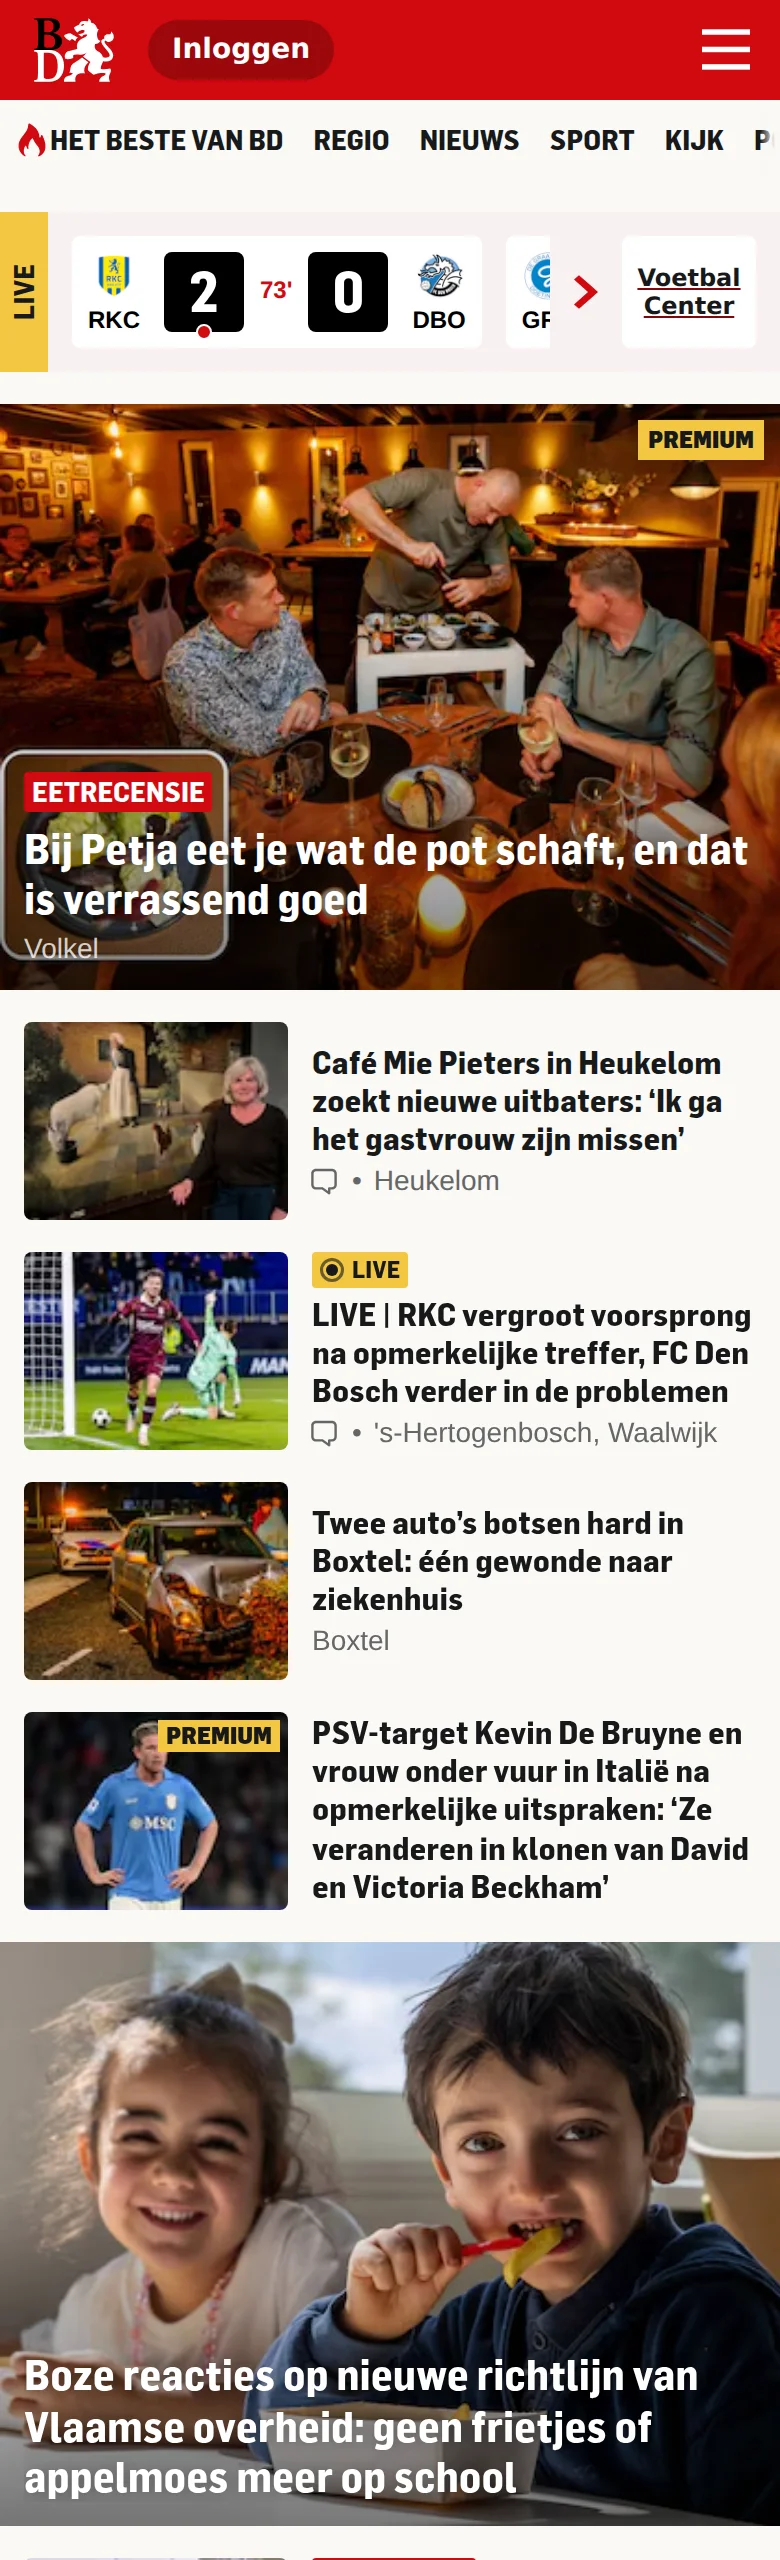 BD
Inloggen
HET BESTE VAN BD REGIO NIEUWS SPORT KIJK
LIVE
RKC
2
73'
0
DBO
Voetbal
Center
PREMIUM
EETRECENSIE
Bij Petja eet je wat de pot schaft, en dat
is verrassend goed
Volkel
Café Mie Pieters in Heukelom
zoekt nieuwe uitbaters: ‘Ik ga
het gastvrouw zijn missen’
• Heukelom
LIVE
LIVE | RKC vergroot voorsprong
na opmerkelijke treffer, FC Den
Bosch verder in de problemen
• 's-Hertogenbosch, Waalwijk
Twee auto’s botsen hard in
Boxtel: één gewonde naar
ziekenhuis
Boxtel
PREMIUM
MSC
PSV-target Kevin De Bruyne en
vrouw onder vuur in Italië na
opmerkelijke uitspraken: ‘Ze
veranderen in klonen van David
en Victoria Beckham’
Boze reacties op nieuwe richtlijn van
Vlaamse overheid: geen frietjes of
appelmoes meer op school